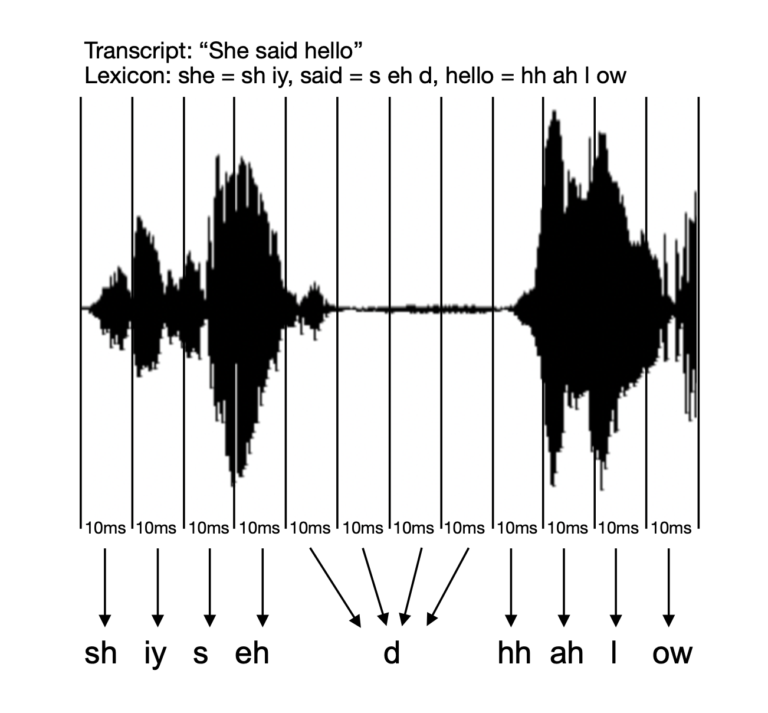 Transcript: “She said hello”
Lexicon: she = sh iy, said = s eh d, hello = hh ah l ow
10ms 10ms 10ms 10ms 10ms 10ms 10ms 10ms 10ms 10ms 10ms 10ms
sh iy s eh d hh ah l ow